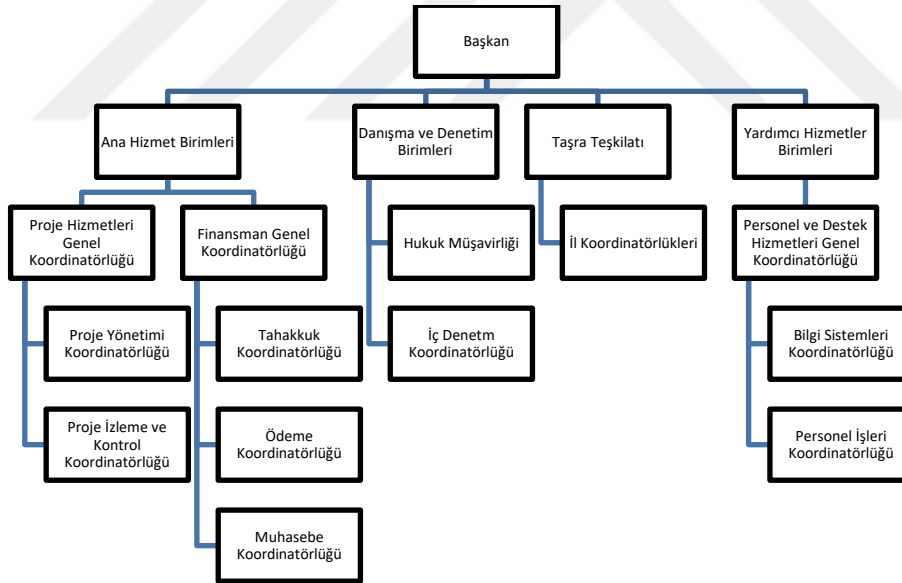 Başkan
Ana Hizmet Birimleri
Danışma ve Denetim
Birimleri
Taşra Teşkilatı
Yardımcı Hizmetler
Birimleri
Proje Hizmetleri
Genel
Koordinatörlüğü
Finansman Genel
Koordinatörlüğü
Hukuk Müşavirliği
İl Koordinatörlükleri
Personel ve Destek
Hizmetleri Genel
Koordinatörlüğü
Proje Yönetimi
Koordinatörlüğü
Tahakkuk
Koordinatörlüğü
İç Denetm
Koordinatörlüğü
Bilgi Sistemleri
Koordinatörlüğü
Proje İzleme ve
Kontrol
Koordinatörlüğü
Ödeme
Koordinatörlüğü
Personel İşleri
Koordinatörlüğü
Muhasebe
Koordinatörlüğü